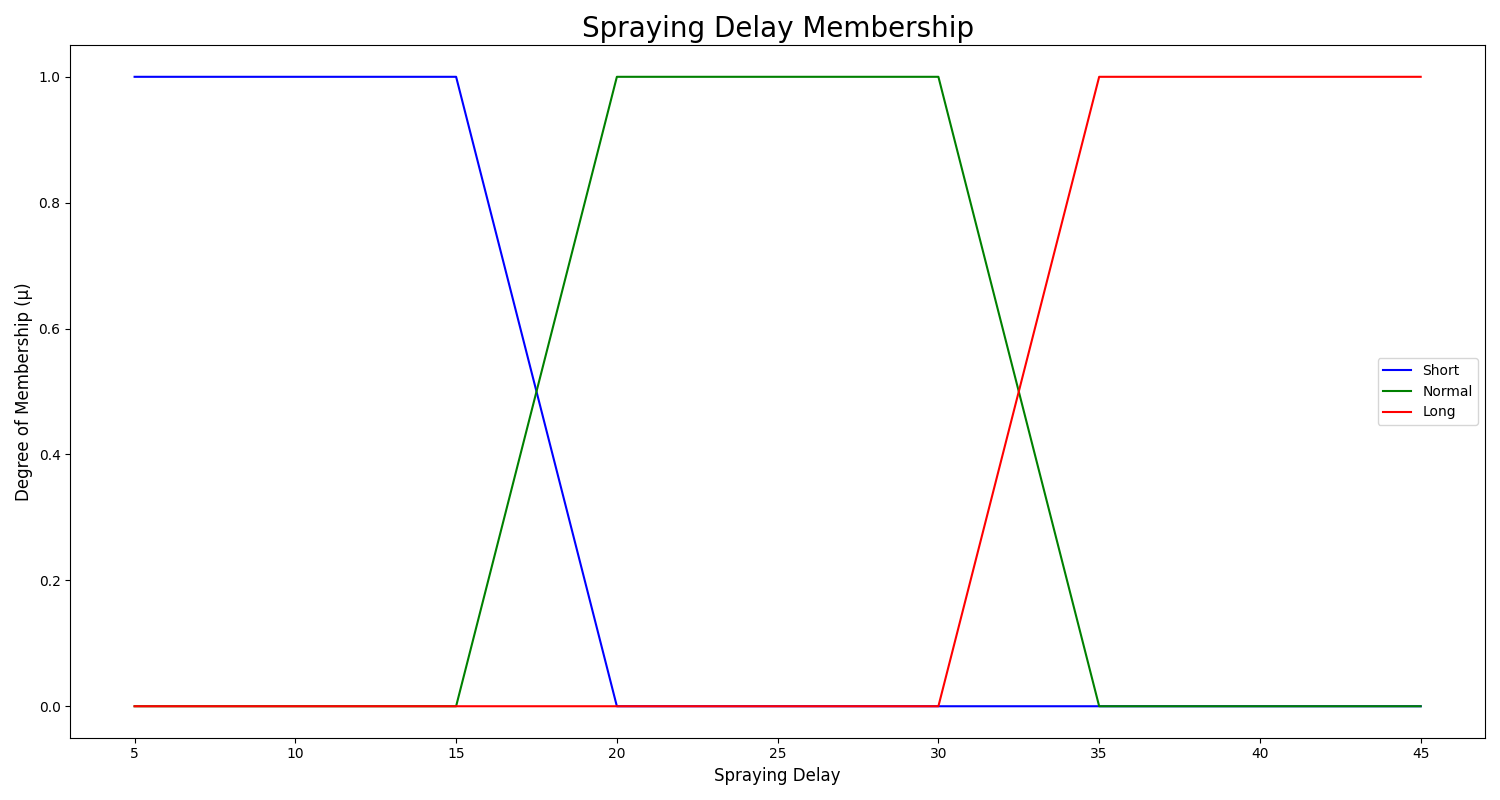 Spraying Delay Membership
1.0
0.8
0.6
0.4
0.2
0.0
Degree of Membership (μ)
Short
Normal
Long
5 10 15 20 25 30 35 40 45
Spraying Delay